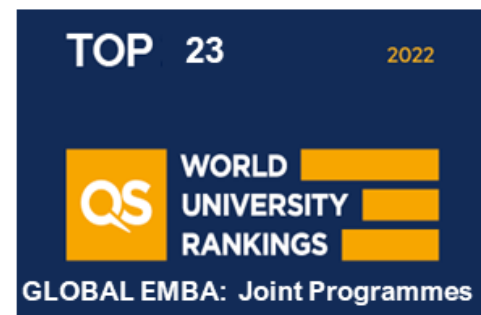 TOP 23 2022
QS WORLD
UNIVERSITY
RANKINGS
GLOBAL EMBA: Joint Programmes